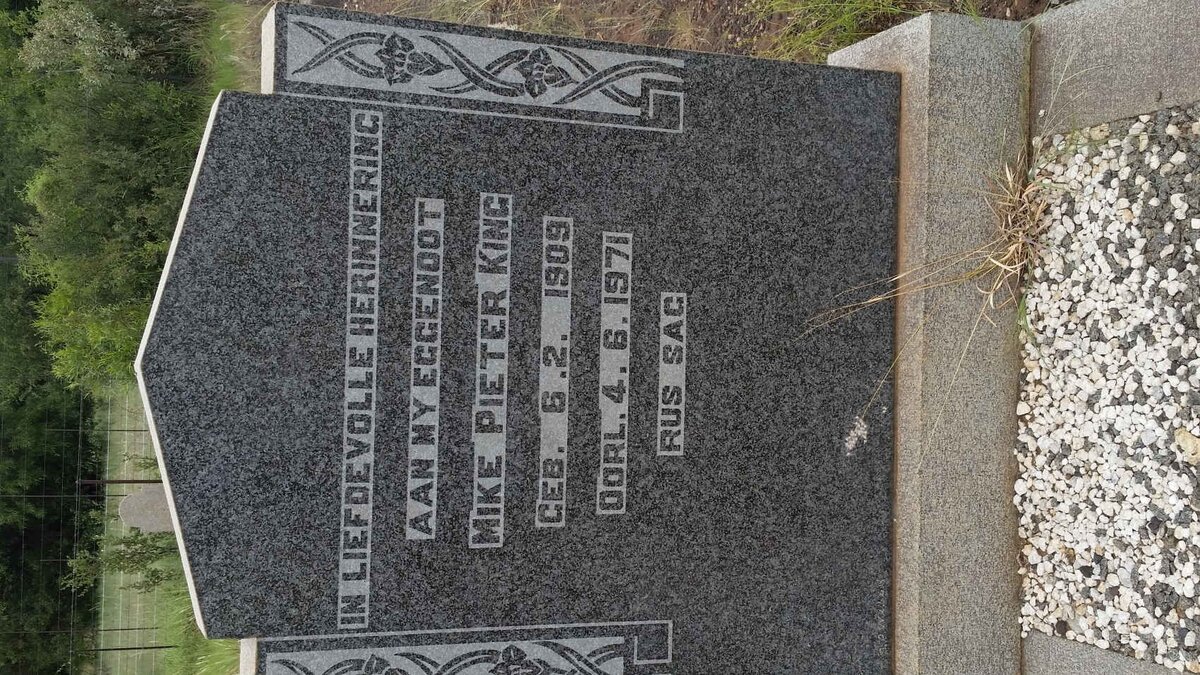 IN LIEFDEVOLLE HERINNERING
AAN MY EGGENOOT
MIKE PIETER KING
GEB. 6.2. 1909
OORL. 4.6.1971
RUS SAG